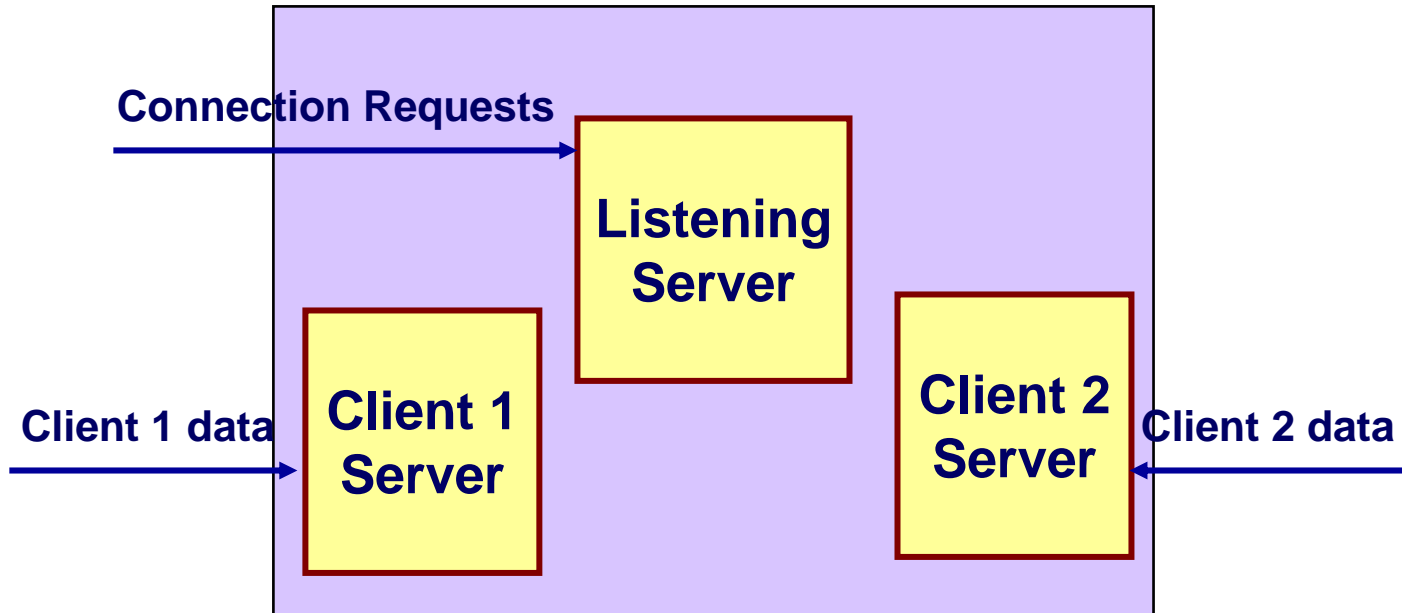 Connection Requests
Listening
Server
Client 1 data
Client 1
Server
Client 2
Server
Client 2 data